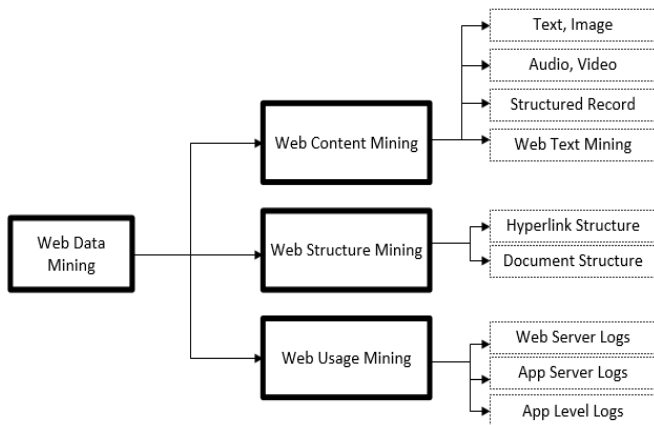 Text, Image
Audio, Video
Structured Record
Web Content Mining
Web Text Mining
Web Data
Mining
Web Structure Mining
Hyperlink Structure
Document Structure
Web Usage Mining
Web Server Logs
App Server Logs
App Level Logs